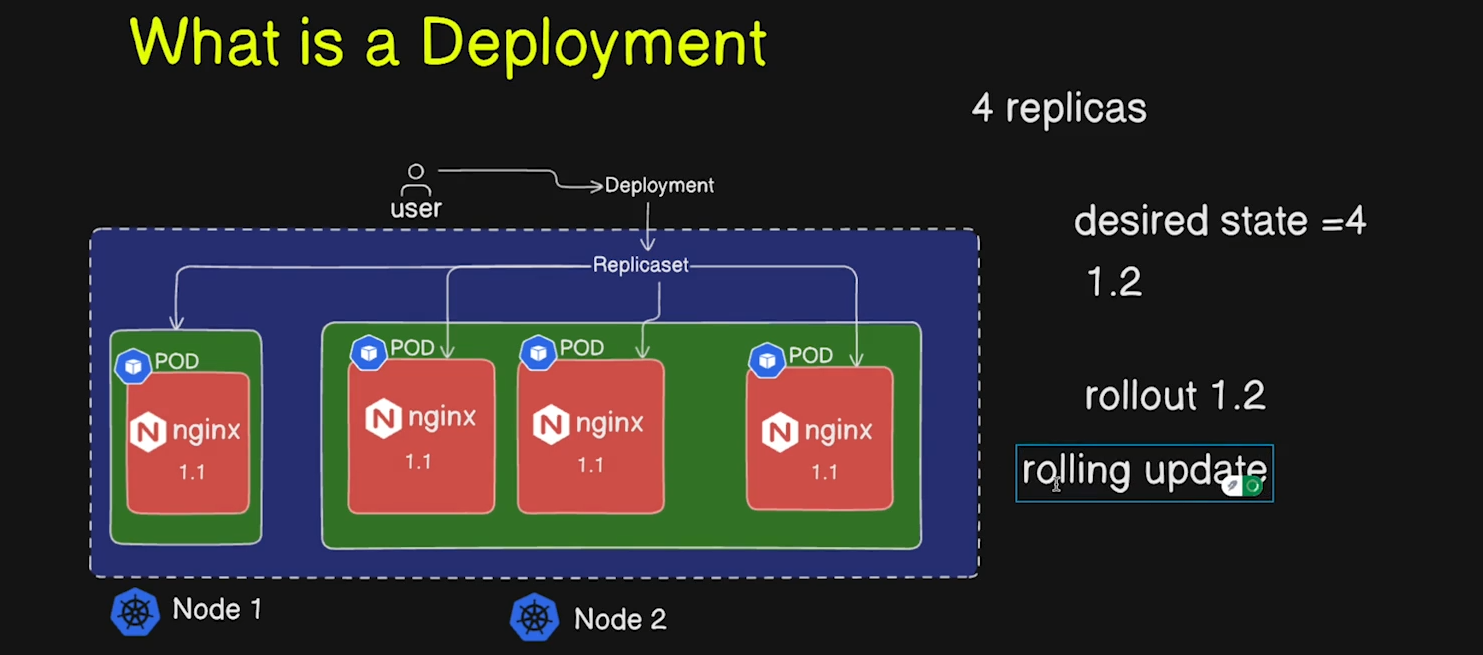 What is a Deployment
4 replicas
user
Deployment
desired state =4
Replicaset
1.2
POD
POD
POD
POD
nginx
nginx
nginx
nginx
1.1
1.1
1.1
1.1
rollout 1.2
rolling update
Node 1
Node 2